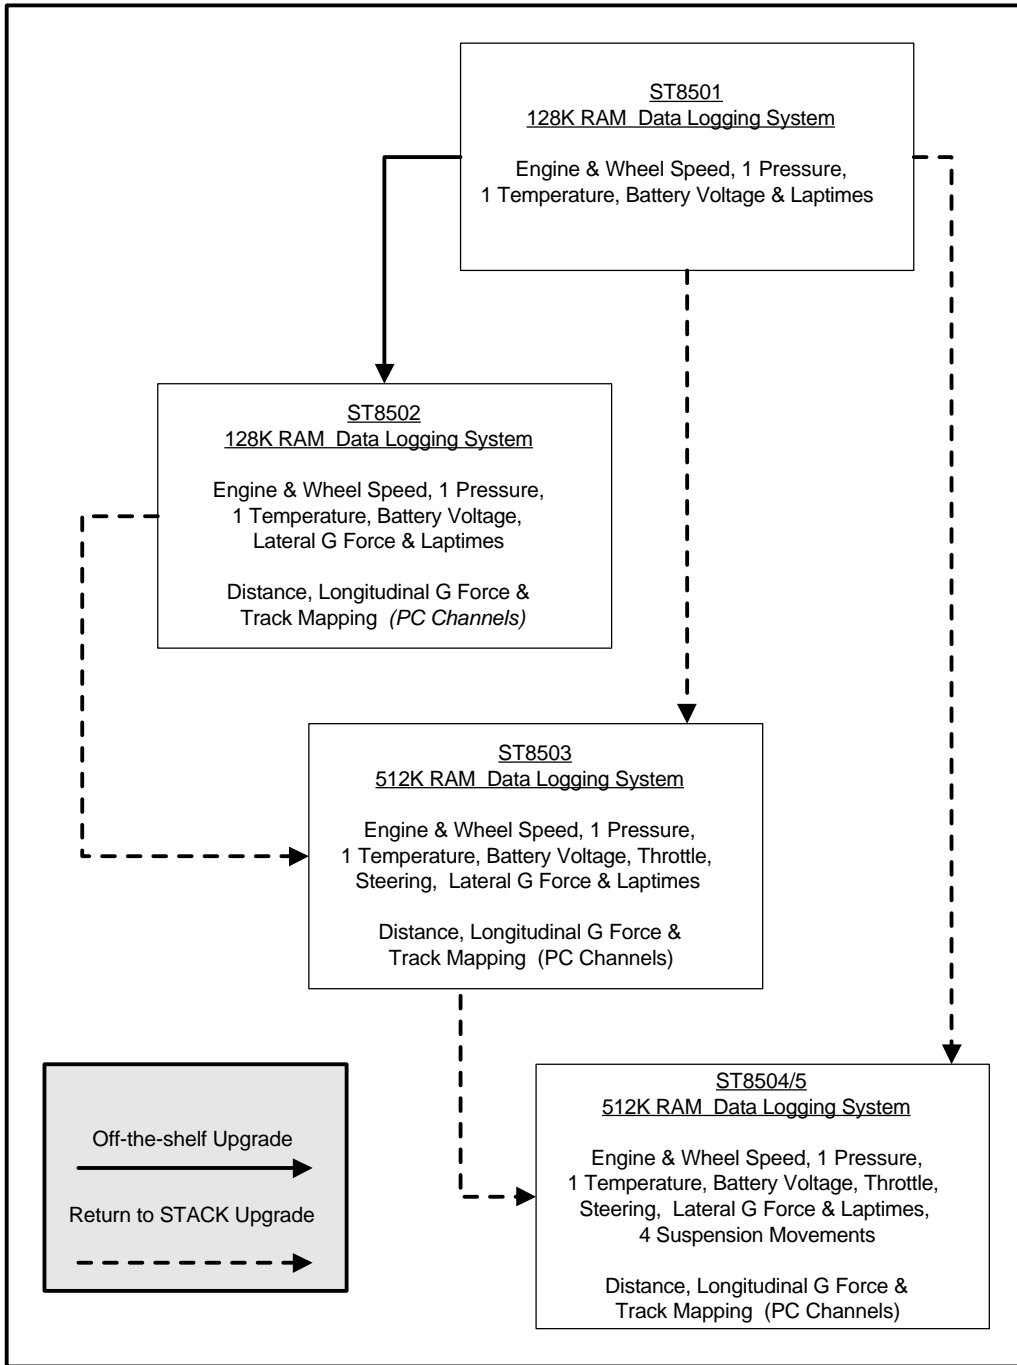 ST8501
128K RAM  Data Logging System
Engine & Wheel Speed, 1 Pressure,
1 Temperature, Battery Voltage & Laptimes
ST8502
128K RAM  Data Logging System
Engine & Wheel Speed, 1 Pressure,
1 Temperature, Battery Voltage,
Lateral G Force & Laptimes
Distance, Longitudinal G Force &
Track Mapping  (PC Channels)
ST8503
512K RAM  Data Logging System
Engine & Wheel Speed, 1 Pressure,
1 Temperature, Battery Voltage, Throttle,
Steering,  Lateral G Force & Laptimes
Distance, Longitudinal G Force &
Track Mapping  (PC Channels)
ST8504/5
512K RAM  Data Logging System
Engine & Wheel Speed, 1 Pressure,
1 Temperature, Battery Voltage, Throttle,
Steering,  Lateral G Force & Laptimes,
4 Suspension Movements
Distance, Longitudinal G Force &
Track Mapping  (PC Channels)
Off-the-shelf Upgrade
Return to STACK Upgrade